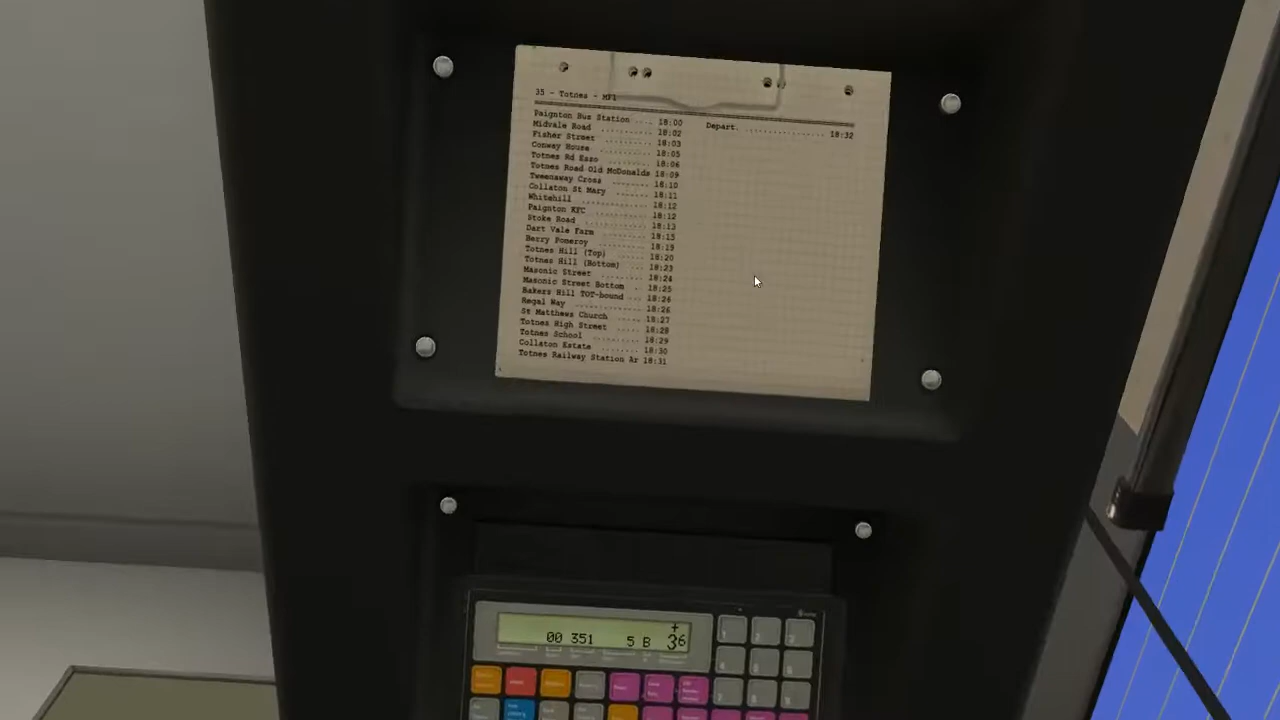 35 - Totnes - MF1
Paignton Bus Station .... 18:00
Midvale Road ............ 18:02
Fisher Street ........... 18:03
Conway House ............ 18:05
Totnes Rd Esso .......... 18:06
Totnes Road Old McDonalds 18:09
Tweenaway Cross ......... 18:10
Collaton St Mary ........ 18:11
Whitehill ............... 18:12
Paignton KFC ............ 18:12
Stoke Road .............. 18:13
Dart Vale Farm .......... 18:15
Berry Pomeroy ........... 18:19
Totnes Hill (Top) ....... 18:20
Totnes Hill (Bottom) .... 18:23
Masonic Street .......... 18:24
Masonic Street Bottom ... 18:25
Bakers Hill TOT-bound ... 18:26
Regal Way ............... 18:26
St Matthews Church ...... 18:27
Totnes High Street ...... 18:28
Totnes School ........... 18:29
Collaton Estate ......... 18:30
Totnes Railway Station Ar 18:31
Depart. ................. 18:32
00 351 5 B 36